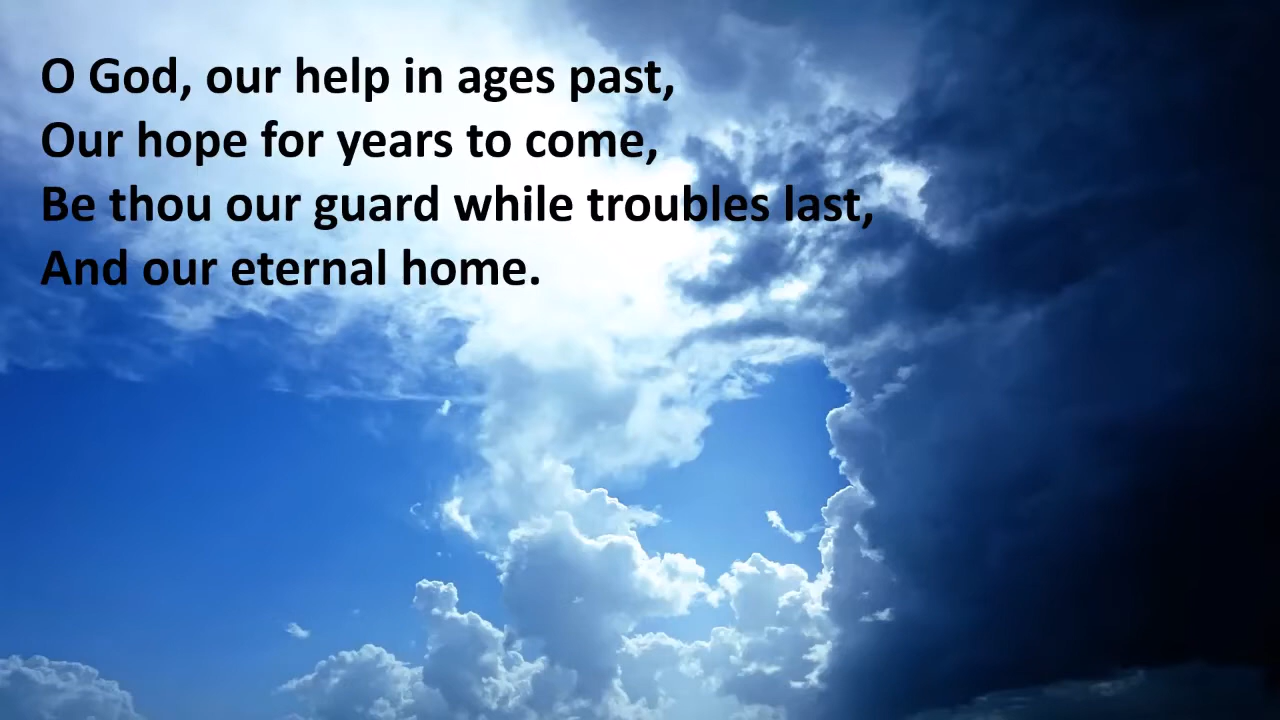 O God, our help in ages past,
Our hope for years to come,
Be thou our guard while troubles last,
And our eternal home.